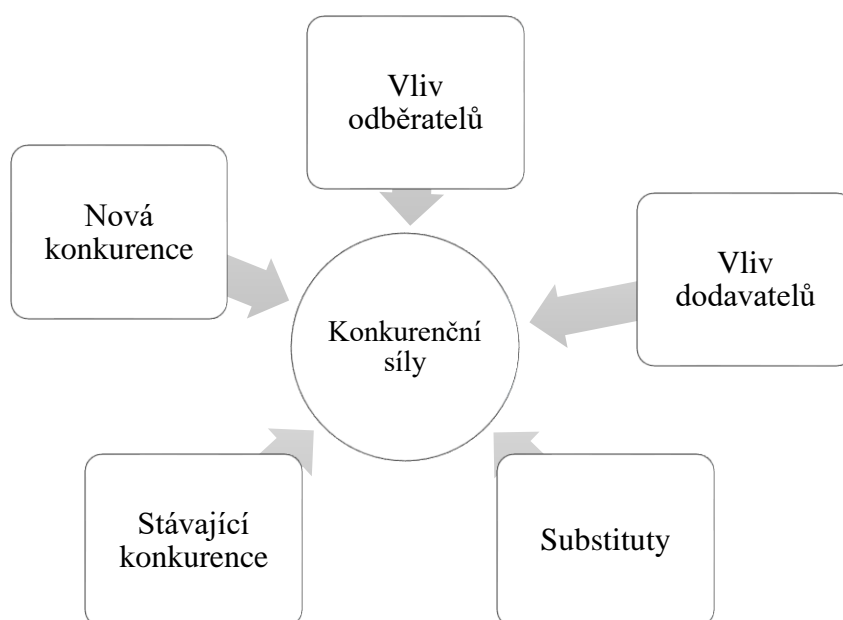 Vliv
odběratelů
Nová
konkurence
Vliv
dodavatelů
Konkurenční
síly
Stávající
konkurence
Substituty